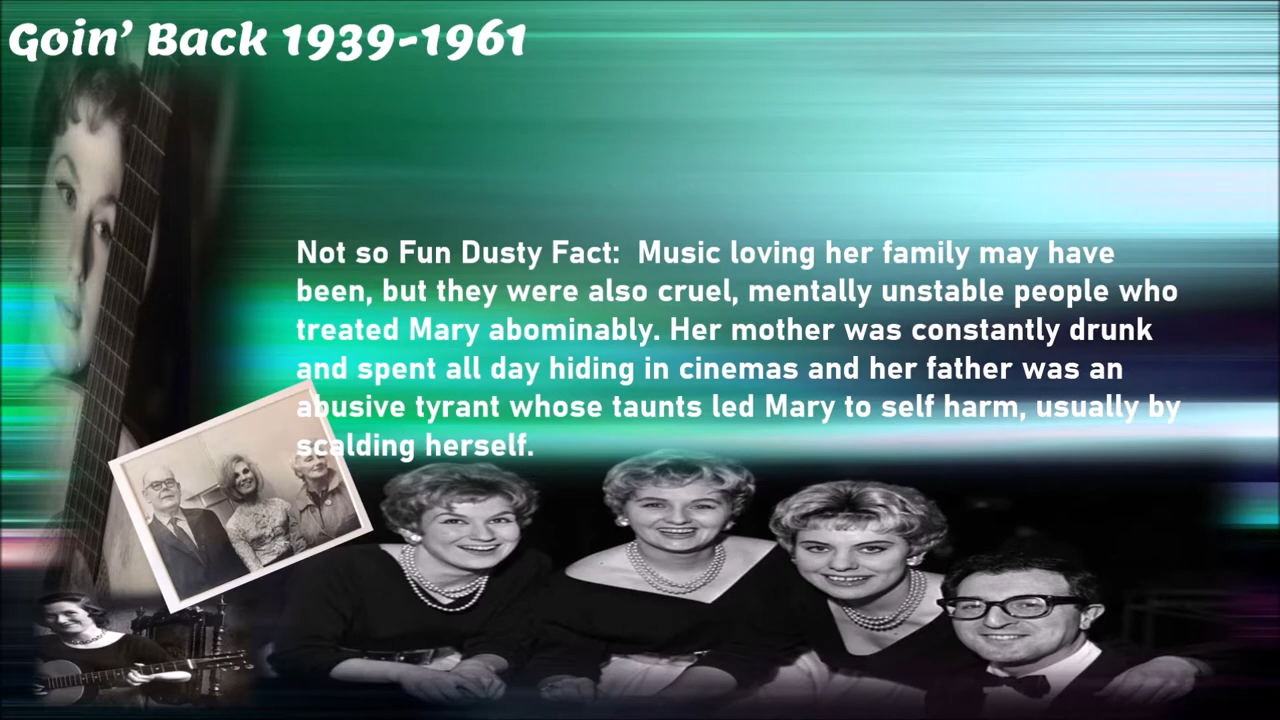 Goin' Back 1939-1961
Not so Fun Dusty Fact:  Music loving her family may have
been, but they were also cruel, mentally unstable people who
treated Mary abominably. Her mother was constantly drunk
and spent all day hiding in cinemas and her father was an
abusive tyrant whose taunts led Mary to self harm, usually by
scalding herself.